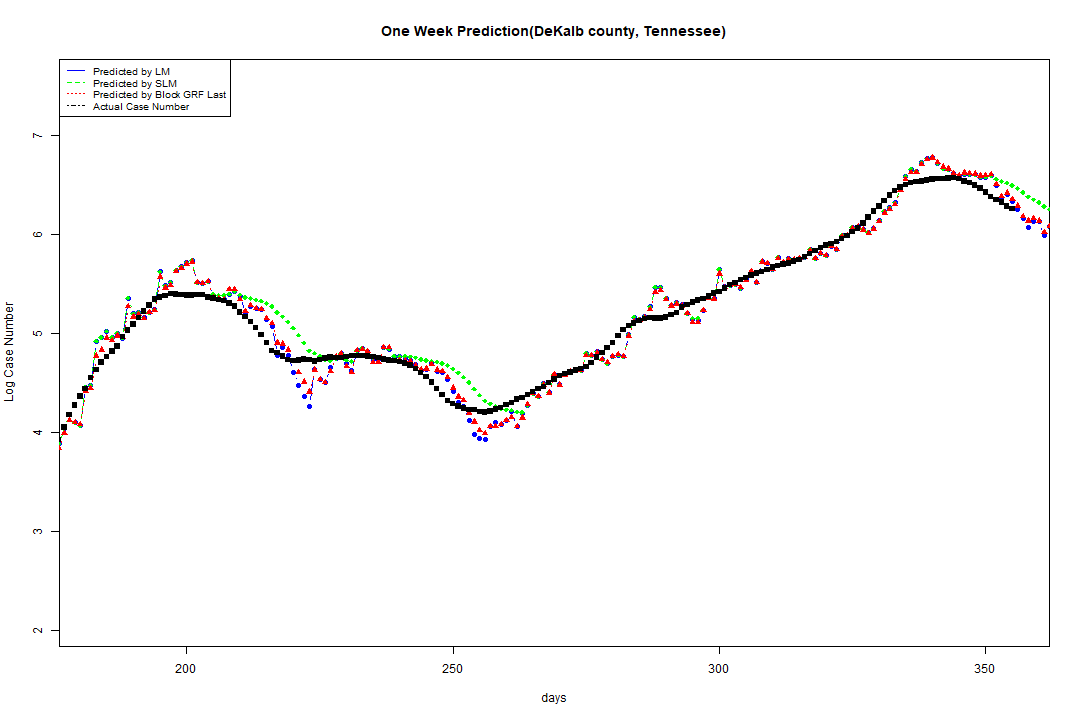 One Week Prediction(DeKalb county, Tennessee)
Predicted by LM
Predicted by SLM
Predicted by Block GRF Last
Actual Case Number
7
6
5
4
3
2
Log Case Number
200 250 300 350
days